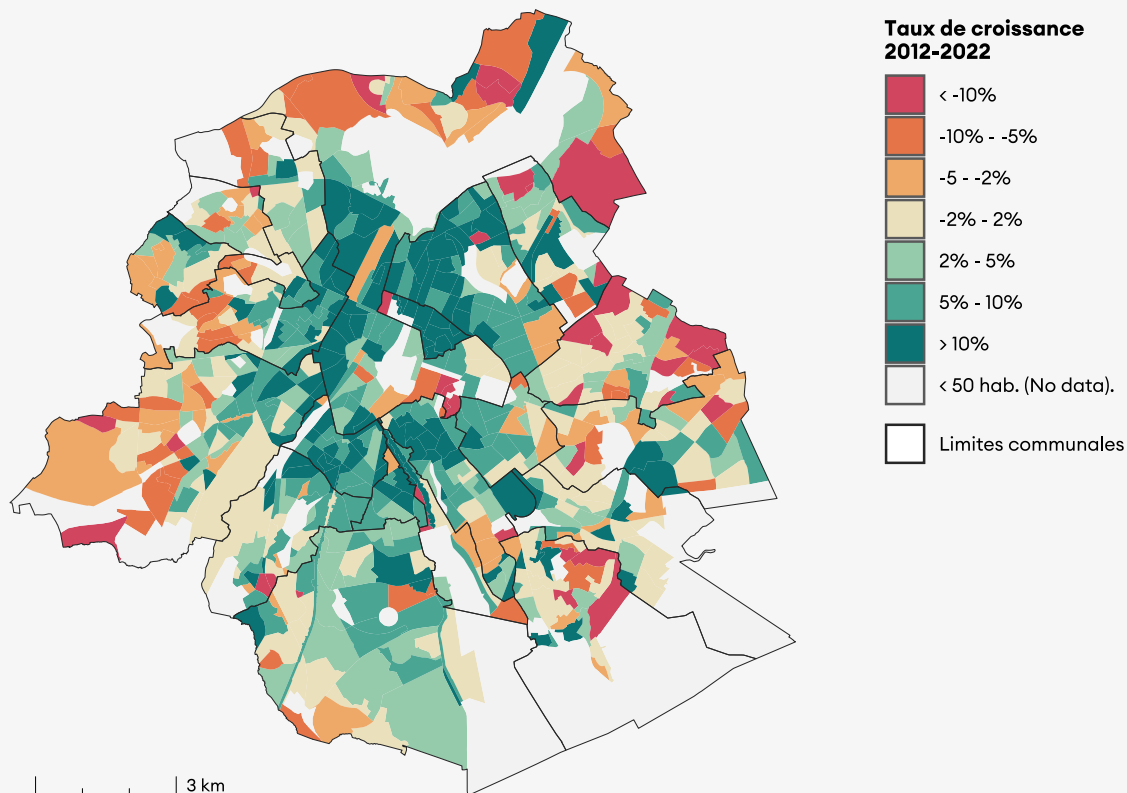 Taux de croissance
2012-2022
< -10%
-10% - -5%
-5 - -2%
-2% - 2%
2% - 5%
5% - 10%
> 10%
< 50 hab. (No data).
Limites communales
3 km